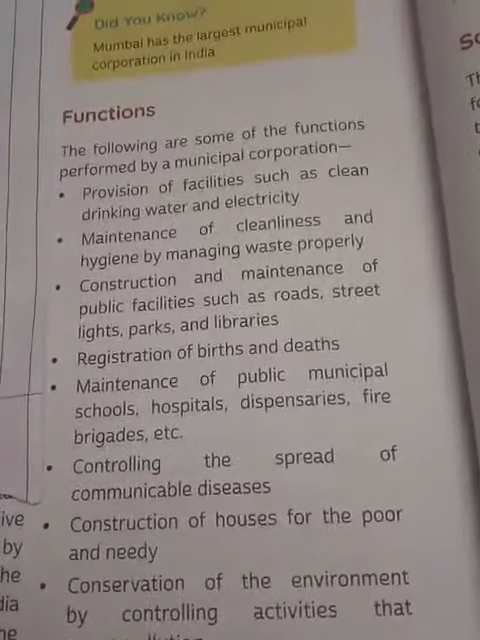 Did You Know?
Mumbai has the largest municipal
corporation in India
Functions
The following are some of the functions
performed by a municipal corporation—
• Provision of facilities such as clean
drinking water and electricity
• Maintenance of cleanliness and
hygiene by managing waste properly
• Construction and maintenance of
public facilities such as roads, street
lights, parks, and libraries
• Registration of births and deaths
• Maintenance of public municipal
schools, hospitals, dispensaries, fire
brigades, etc.
• Controlling the spread of
communicable diseases
• Construction of houses for the poor
and needy
• Conservation of the environment
by controlling activities that